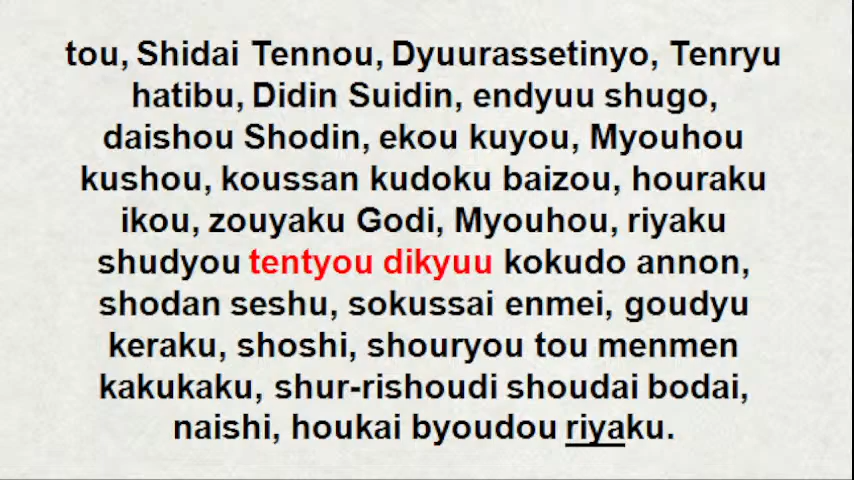 tou, Shidai Tennou, Dyuurassetinyo, Tenryu
hatibu, Didin Suidin, endyuu shugo,
daishou Shodin, ekou kuyou, Myouhou
kushou, koussan kudoku baizou, houraku
ikou, zouyaku Godi, Myouhou, riyaku
shudyou tentyou dikyuu kokudo annon,
shodan seshu, sokussai enmei, goudyu
keraku, shoshi, shouryou tou menmen
kakukaku, shur-rishoudi shoudai bodai,
naishi, houkai byoudou riyaku.